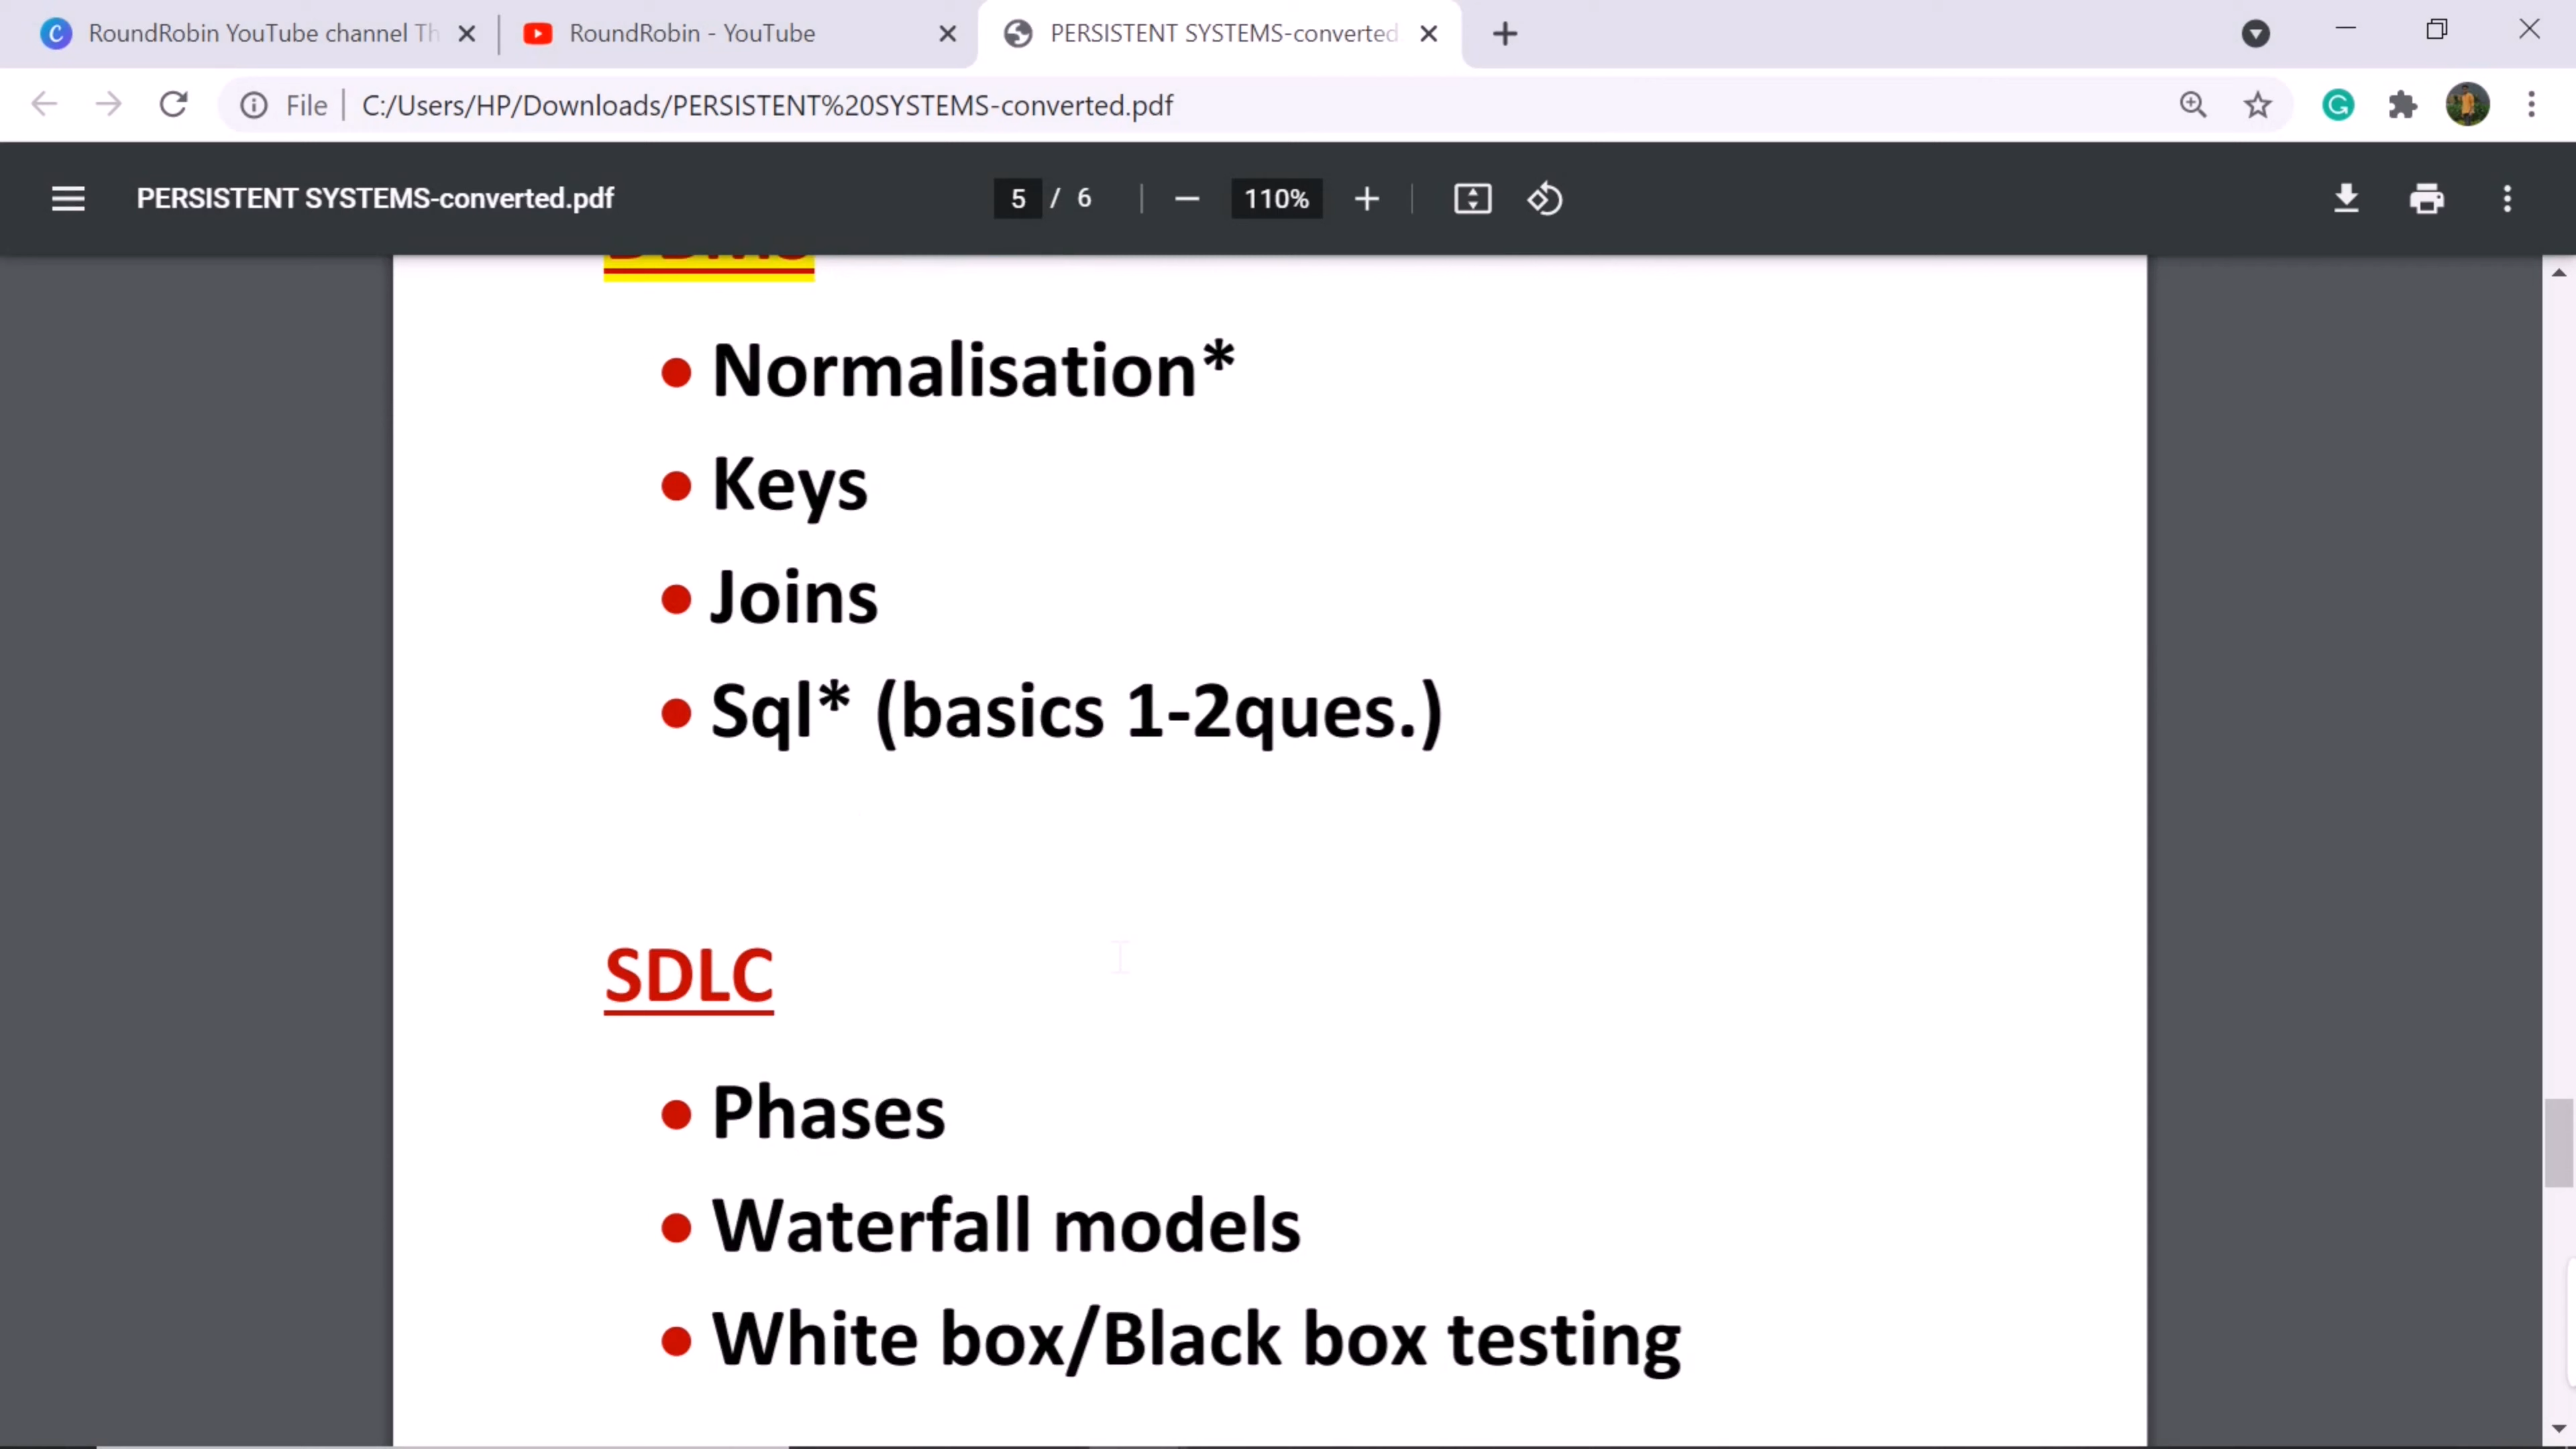 RoundRobin YouTube channel Th
RoundRobin - YouTube
PERSISTENT SYSTEMS-converted
File
C:/Users/HP/Downloads/PERSISTENT%20SYSTEMS-converted.pdf
PERSISTENT SYSTEMS-converted.pdf
5 / 6
110%
• Normalisation*
• Keys
• Joins
• Sql* (basics 1-2ques.)
SDLC
• Phases
• Waterfall models
• White box/Black box testing